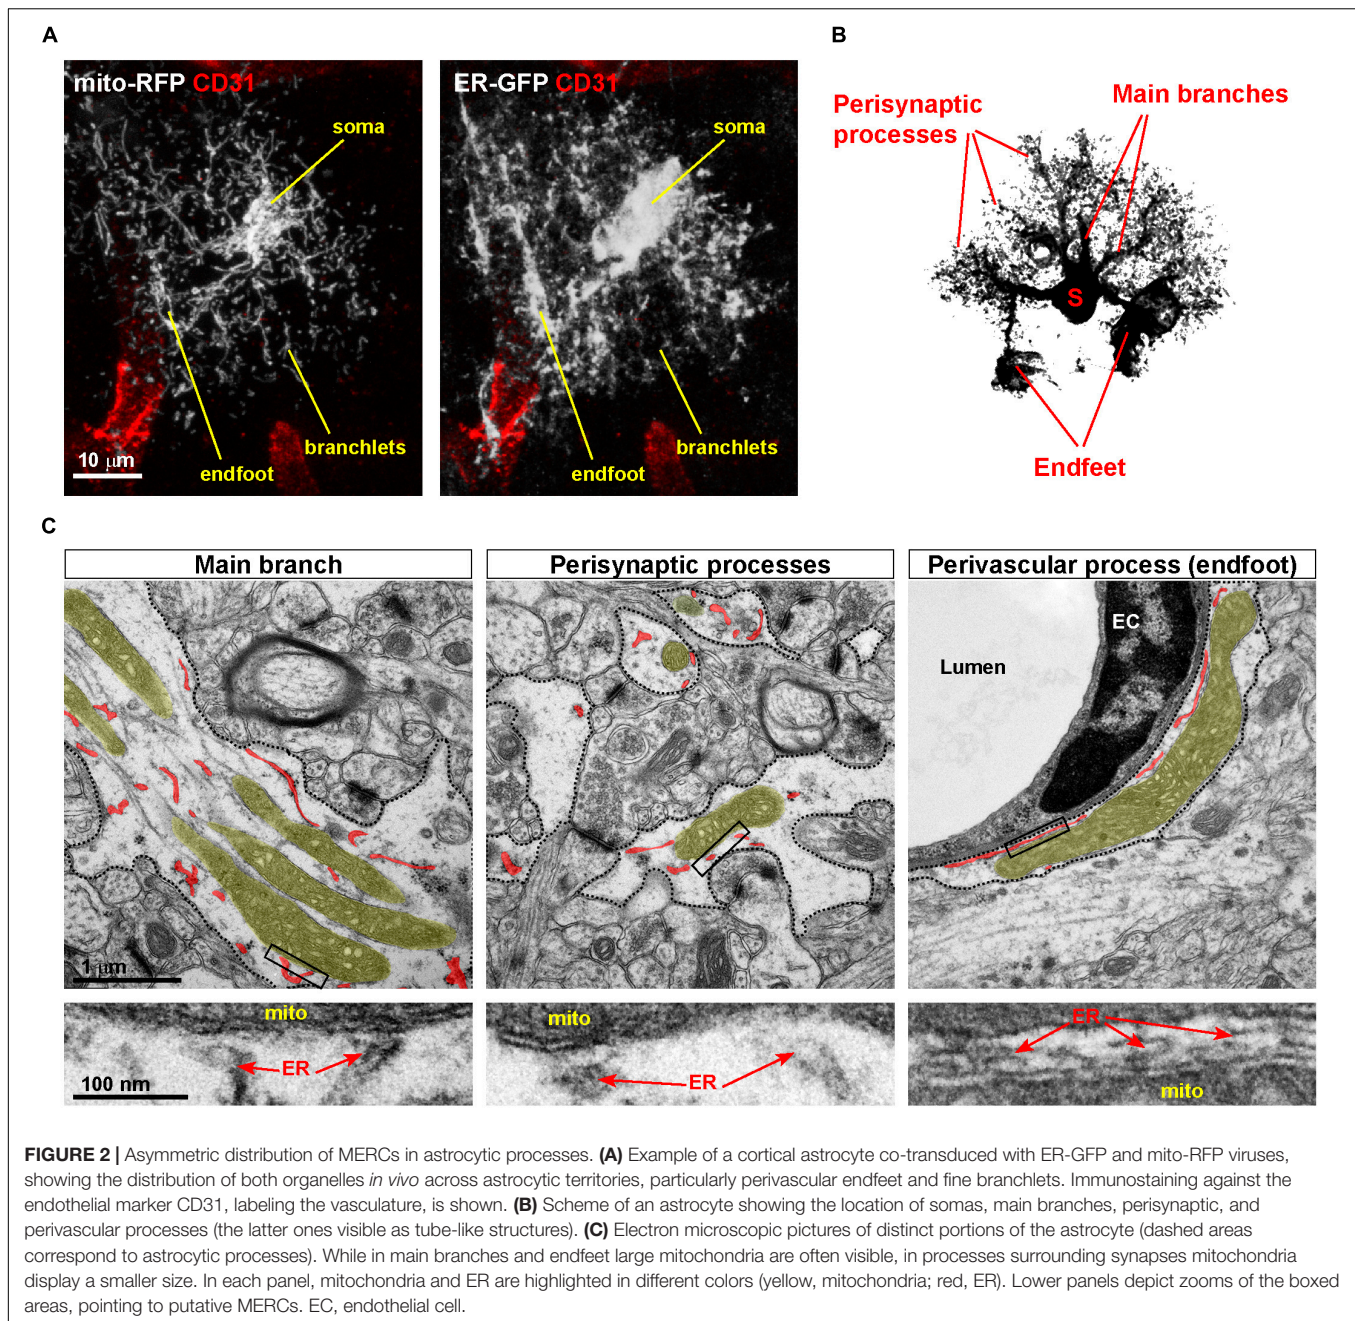 A
mito-RFP CD31
soma
endfoot
branchlets
10 μm
ER-GFP CD31
soma
endfoot
branchlets
B
Perisynaptic
processes
Main branches
S
Endfeet
C
Main branch
Perisynaptic processes
Perivascular process (endfoot)
1 μm
EC
Lumen
mito
ER
100 nm
mito
ER
ER
mito
FIGURE 2 | Asymmetric distribution of MERCs in astrocytic processes. (A) Example of a cortical astrocyte co-transduced with ER-GFP and mito-RFP viruses,
showing the distribution of both organelles in vivo across astrocytic territories, particularly perivascular endfeet and fine branchlets. Immunostaining against the
endothelial marker CD31, labeling the vasculature, is shown. (B) Scheme of an astrocyte showing the location of somas, main branches, perisynaptic, and
perivascular processes (the latter ones visible as tube-like structures). (C) Electron microscopic pictures of distinct portions of the astrocyte (dashed areas
correspond to astrocytic processes). While in main branches and endfeet large mitochondria are often visible, in processes surrounding synapses mitochondria
display a smaller size. In each panel, mitochondria and ER are highlighted in different colors (yellow, mitochondria; red, ER). Lower panels depict zooms of the boxed
areas, pointing to putative MERCs. EC, endothelial cell.